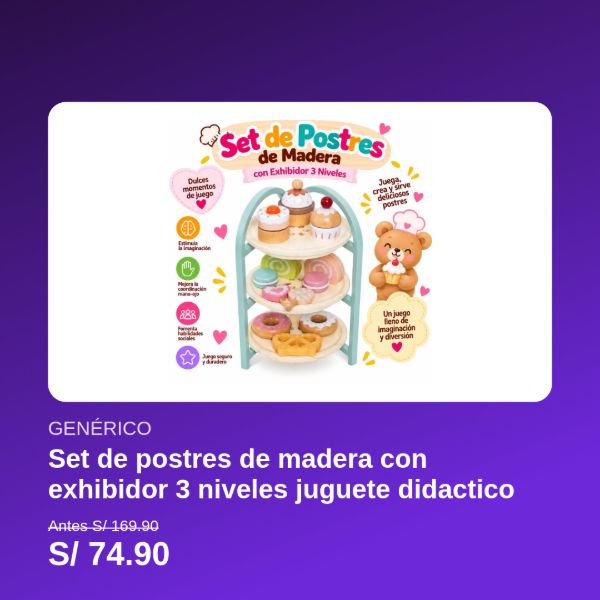 Set de Postres
de Madera
con Exhibidor 3 Niveles
Dulces
momentos
de juego
Juega,
crea y sirve
deliciosos
postres
Estimula
la imaginación
Mejora la
coordinación
mano-ojo
Fomenta
habilidades
sociales
Juego seguro
y duradero
Un juego
lleno de
imaginación
y diversión
GENÉRICO
Set de postres de madera con
exhibidor 3 niveles juguete didactico
Antes S/ 169.90
S/ 74.90